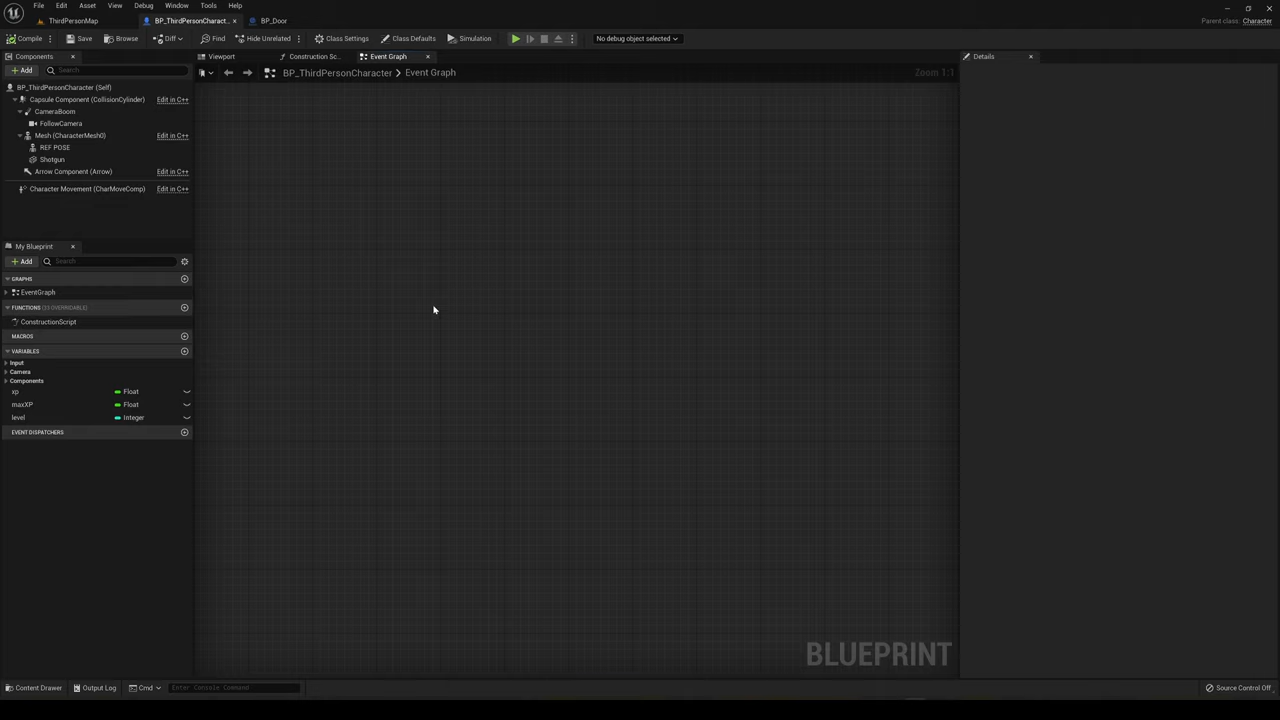 File Edit Asset View Debug Window Tools Help
ThirdPersonMap BP_ThirdPersonCharact... BP_Door Parent class: Character
Compile Save Browse Diff Find Hide Unrelated Class Settings Class Defaults Simulation No debug object selected
Components Viewport Construction Sc... Event Graph Details
Add Search BP_ThirdPersonCharacter > Event Graph Zoom 1:1
BP_ThirdPersonCharacter (Self)
Capsule Component (CollisionCylinder) Edit in C++
CameraBoom
FollowCamera
Mesh (CharacterMesh0) Edit in C++
REF POSE
Shotgun
Arrow Component (Arrow) Edit in C++
Character Movement (CharMoveComp) Edit in C++
My Blueprint
Add Search
GRAPHS
EventGraph
FUNCTIONS (33 OVERRIDABLE)
ConstructionScript
MACROS
VARIABLES
Input
Camera
Components
xp Float
maxXP Float
level Integer
EVENT DISPATCHERS
BLUEPRINT
Content Drawer Output Log Cmd Enter Console Command Source Control Off